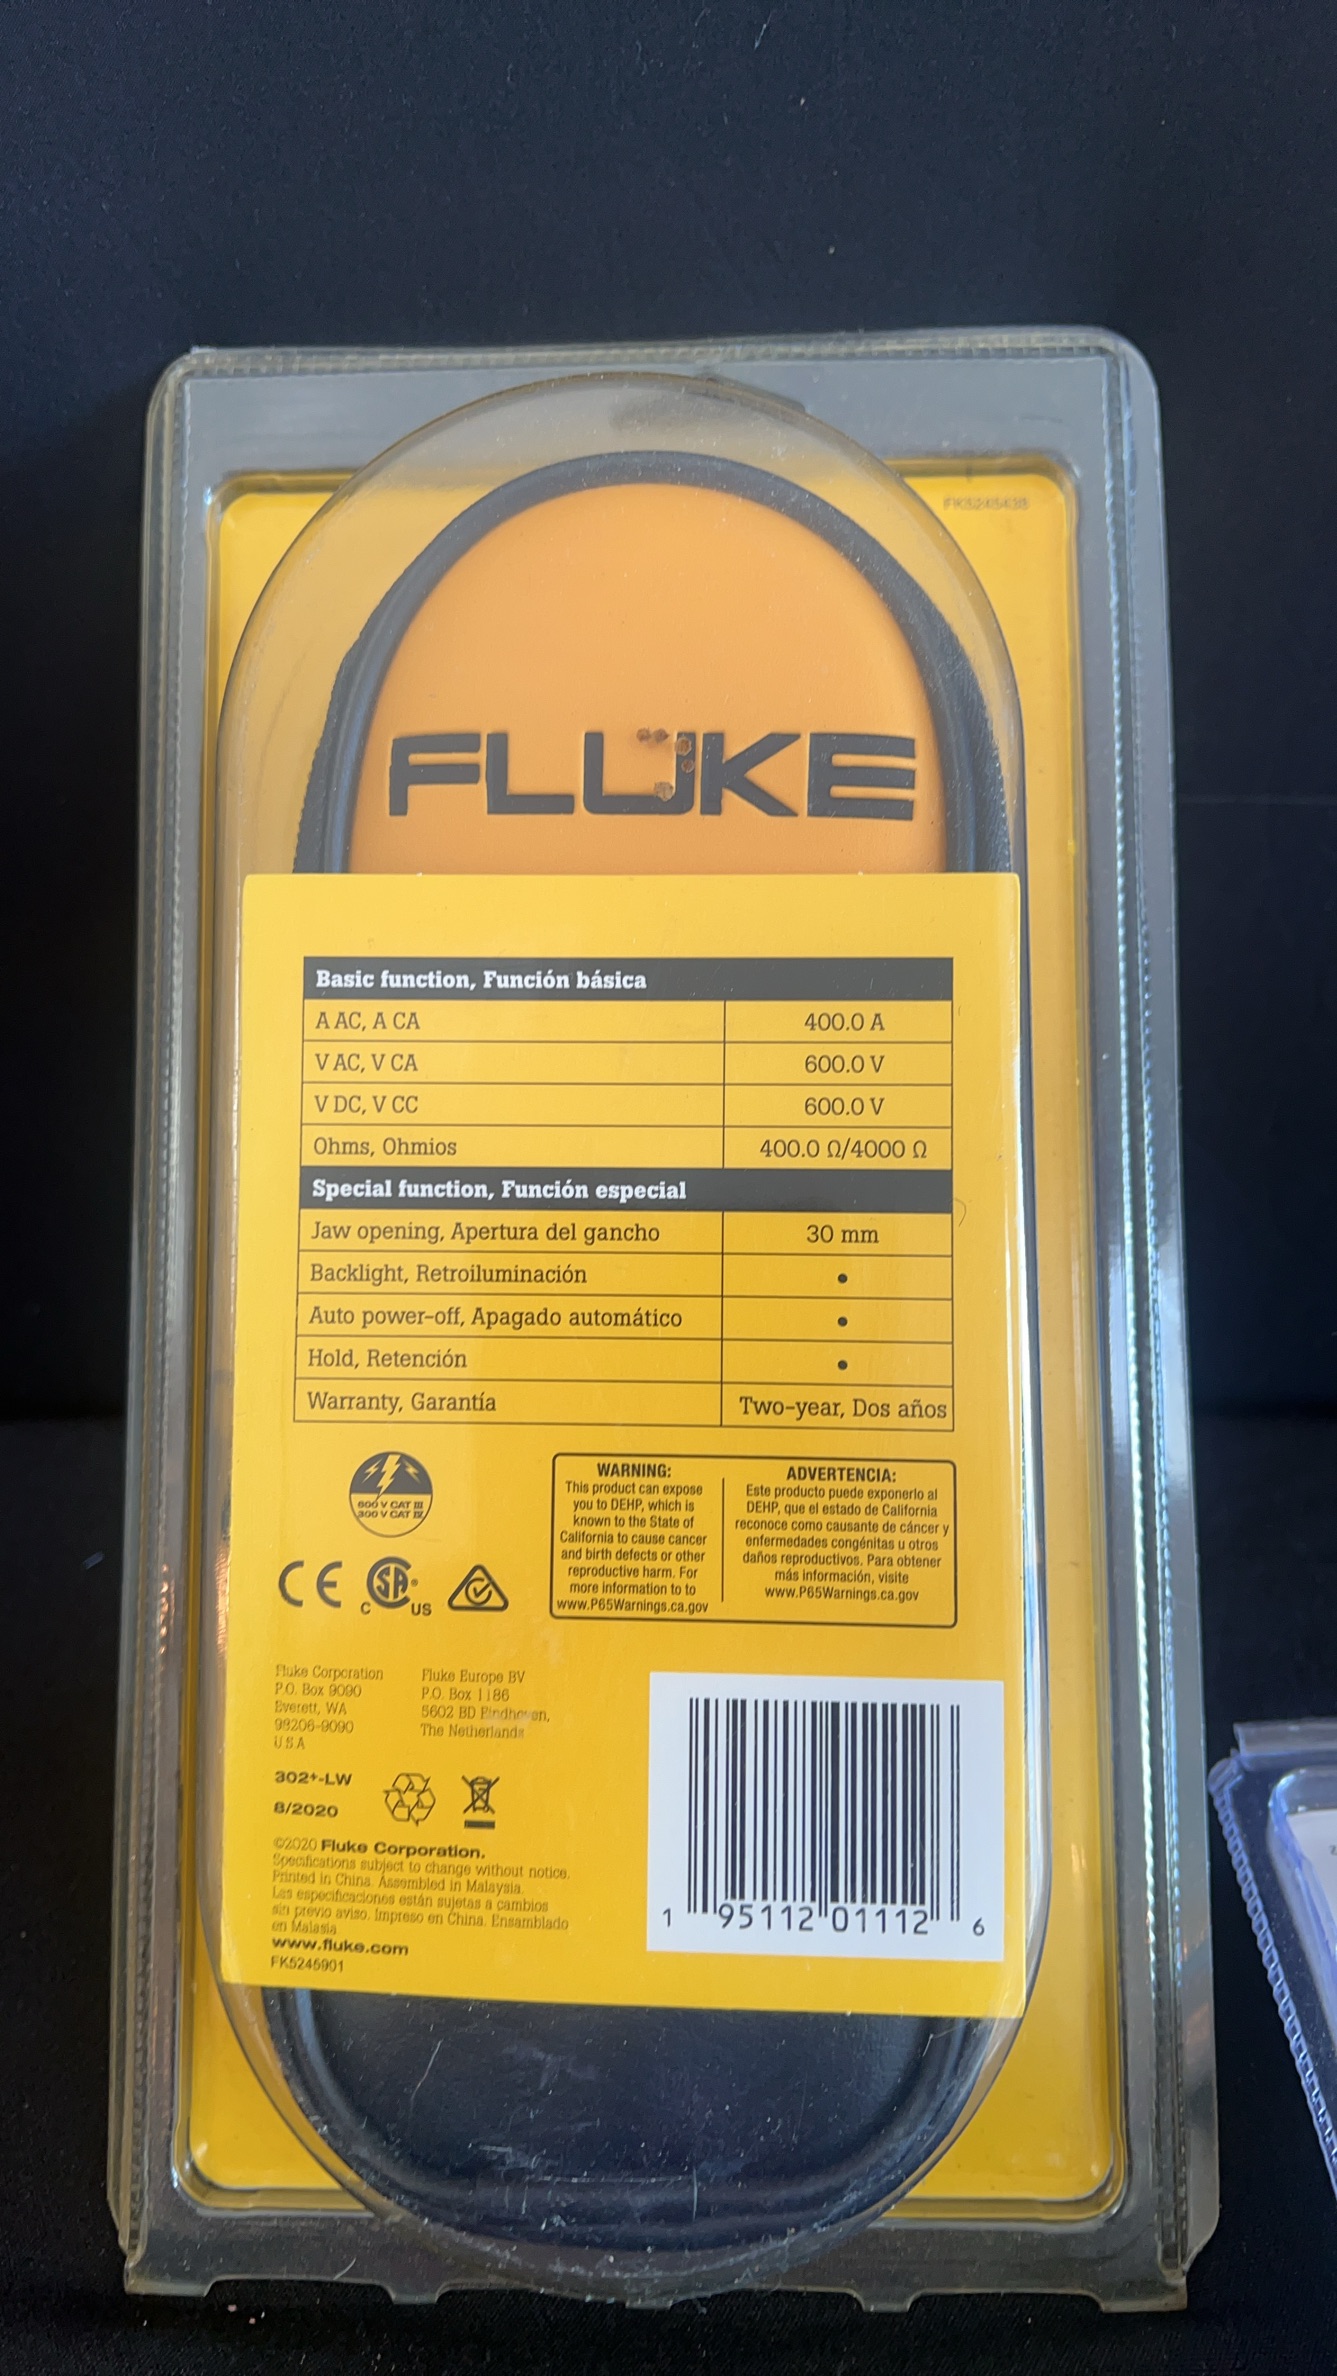 FLUKE
Basic function, Función básica
A AC, A CA 400.0 A
V AC, V CA 600.0 V
V DC, V CC 600.0 V
Ohms, Ohmios 400.0 Ω/4000 Ω
Special function, Función especial
Jaw opening, Apertura del gancho 30 mm
Backlight, Retroiluminación •
Auto power-off, Apagado automático •
Hold, Retención •
Warranty, Garantía Two-year, Dos años
600 V CAT III
300 V CAT IV
CE
SA
C US
WARNING:
This product can expose
you to DEHP, which is
known to the State of
California to cause cancer
and birth defects or other
reproductive harm. For
more information to to
www.P65Warnings.ca.gov
ADVERTENCIA:
Este producto puede exponerlo al
DEHP, que el estado de California
reconoce como causante de cáncer y
enfermedades congénitas u otros
daños reproductivos. Para obtener
más información, visite
www.P65Warnings.ca.gov
Fluke Corporation
P.O. Box 9090
Everett, WA
98206-9090
U.S.A
Fluke Europe BV
P.O. Box 1186
5602 BD Eindhoven,
The Netherlands
302+-LW
8/2020
©2020 Fluke Corporation.
Specifications subject to change without notice.
Printed in China. Assembled in Malaysia.
Las especificaciones están sujetas a cambios
sin previo aviso. Impreso en China. Ensamblado
en Malasia
www.fluke.com
FK5245901
1 95112 01112 6